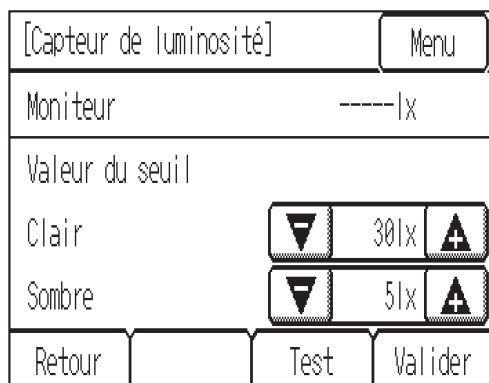 [Capteur de luminosité] Menu
Moniteur -----lx
Valeur du seuil
Clair 30lx
Sombre 5lx
Retour Test Valider